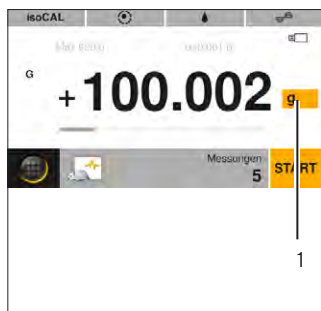 isoCAL
G
+ 100.002 g
Messungen
5
START
1